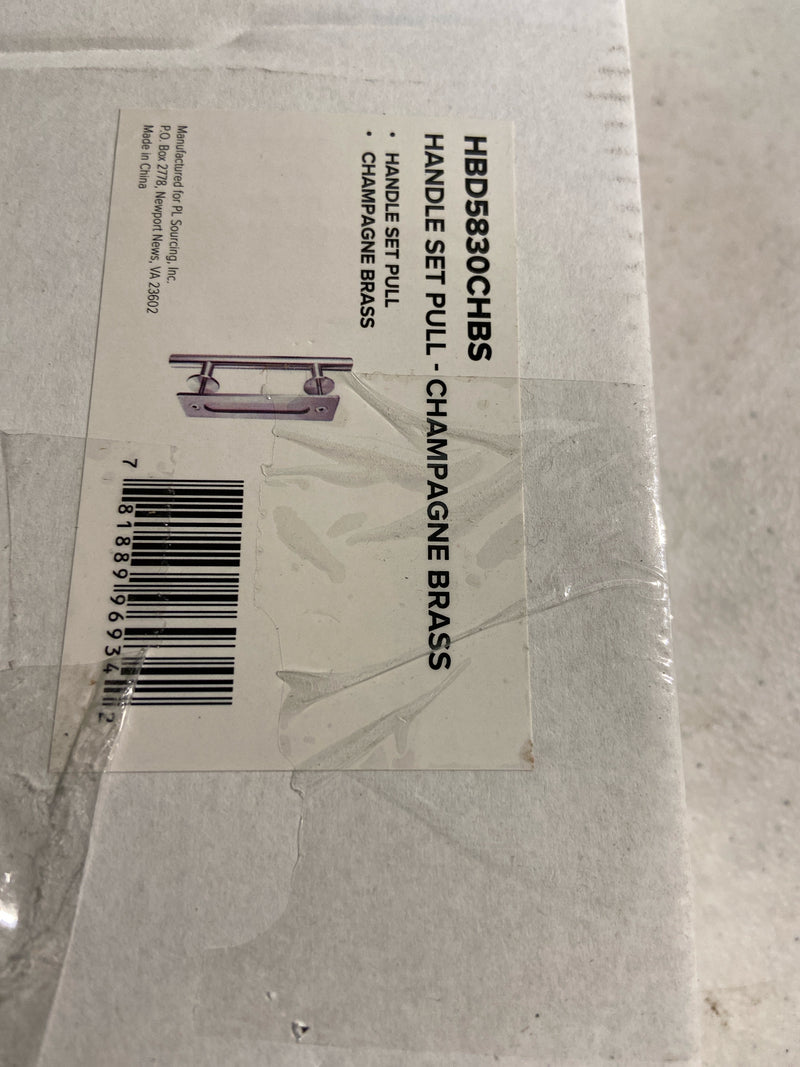 HBD5830CHBS
HANDLE SET PULL - CHAMPAGNE BRASS
• HANDLE SET PULL
• CHAMPAGNE BRASS
Manufactured for PL Sourcing, Inc.
P.O. Box 2778, Newport News, VA 23602
Made in China
7 81889 96934 2